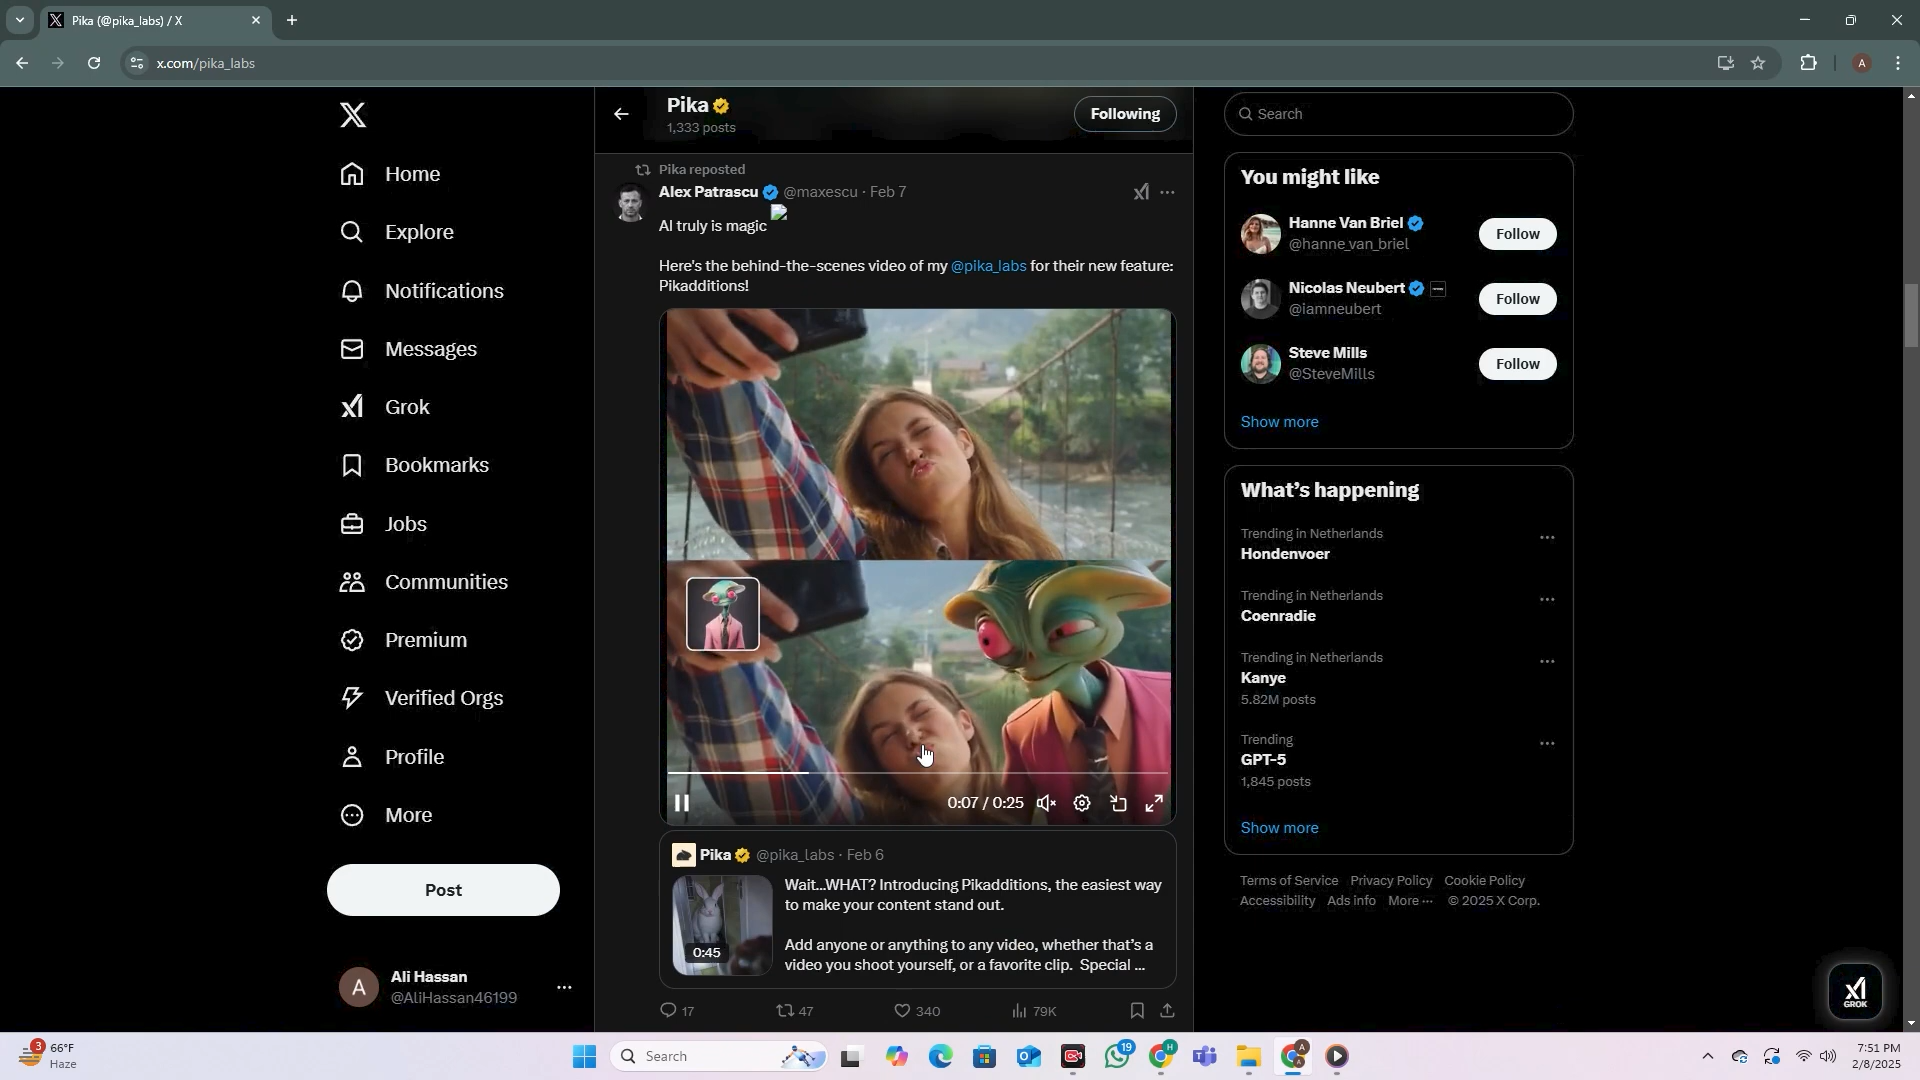 Pika (@pika_labs) / X
x.com/pika_labs
A
Home
Explore
Notifications
Messages
Grok
Bookmarks
Jobs
Communities
Premium
Verified Orgs
Profile
More
Post
A
Ali Hassan
@AliHassan46199
Pika
1,333 posts
Following
Pika reposted
Alex Patrascu @maxescu · Feb 7
AI truly is magic
Here's the behind-the-scenes video of my @pika_labs for their new feature:
Pikadditions!
0:07 / 0:25
Pika @pika_labs · Feb 6
Wait...WHAT? Introducing Pikadditions, the easiest way
to make your content stand out.
Add anyone or anything to any video, whether that's a
video you shoot yourself, or a favorite clip. Special ...
0:45
17
47
340
79K
Search
You might like
Hanne Van Briel
@hanne_van_briel
Follow
Nicolas Neubert
@iamneubert
Follow
Steve Mills
@SteveMills
Follow
Show more
What's happening
Trending in Netherlands
Hondenvoer
Trending in Netherlands
Coenradie
Trending in Netherlands
Kanye
5.82M posts
Trending
GPT-5
1,845 posts
Show more
Terms of Service Privacy Policy Cookie Policy
Accessibility Ads info More ··· © 2025 X Corp.
GROK
3
66°F
Haze
Search
19
H
A
7:51 PM
2/8/2025